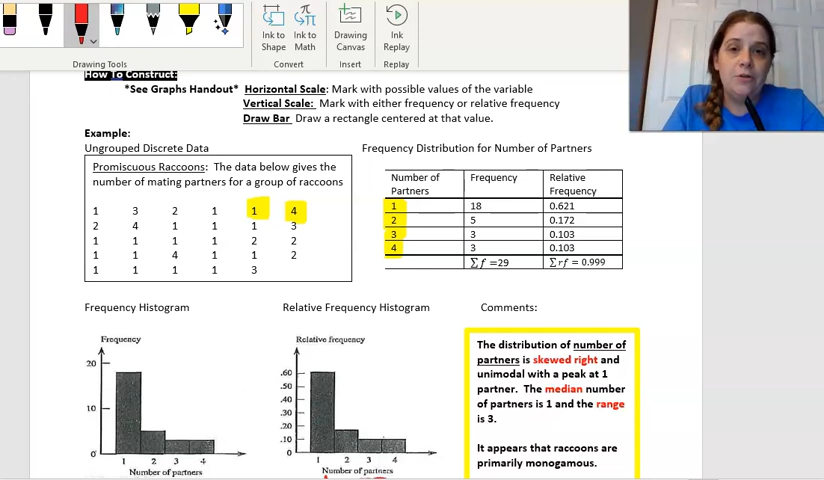 Ink to Shape
Ink to Math
Drawing Canvas
Ink Replay
Drawing Tools
Convert
Insert
Replay
How To Construct:
*See Graphs Handout* Horizontal Scale: Mark with possible values of the variable
Vertical Scale: Mark with either frequency or relative frequency
Draw Bar Draw a rectangle centered at that value.
Example:
Ungrouped Discrete Data
Promiscuous Raccoons: The data below gives the
number of mating partners for a group of raccoons
1 3 2 1 1 4
2 4 1 1 1 3
1 1 1 1 2 2
1 1 4 1 1 2
1 1 1 1 3
Frequency Distribution for Number of Partners
Number of Partners Frequency Relative Frequency
1 18 0.621
2 5 0.172
3 3 0.103
4 3 0.103
∑f =29 ∑rf = 0.999
Frequency Histogram
Frequency
20
10
0
1 2 3 4
Number of partners
Relative Frequency Histogram
Relative frequency
.60
.50
.40
.30
.20
.10
0
1 2 3 4
Number of partners
Comments:
The distribution of number of
partners is skewed right and
unimodal with a peak at 1
partner. The median number
of partners is 1 and the range
is 3.
It appears that raccoons are
primarily monogamous.